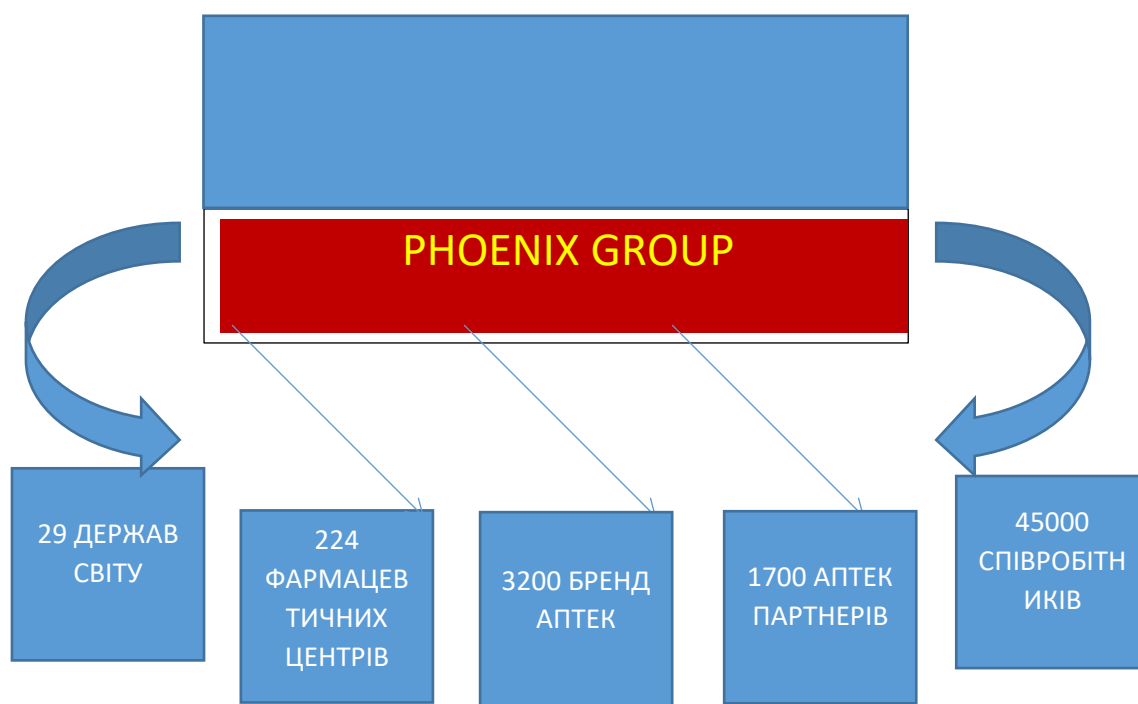 PHOENIX GROUP
29 ДЕРЖАВ
СВІТУ
224
ФАРМАЦЕВ
ТИЧНИХ
ЦЕНТРІВ
3200 БРЕНД
АПТЕК
1700 АПТЕК
ПАРТНЕРІВ
45000
СПІВРОБІТН
ИКІВ